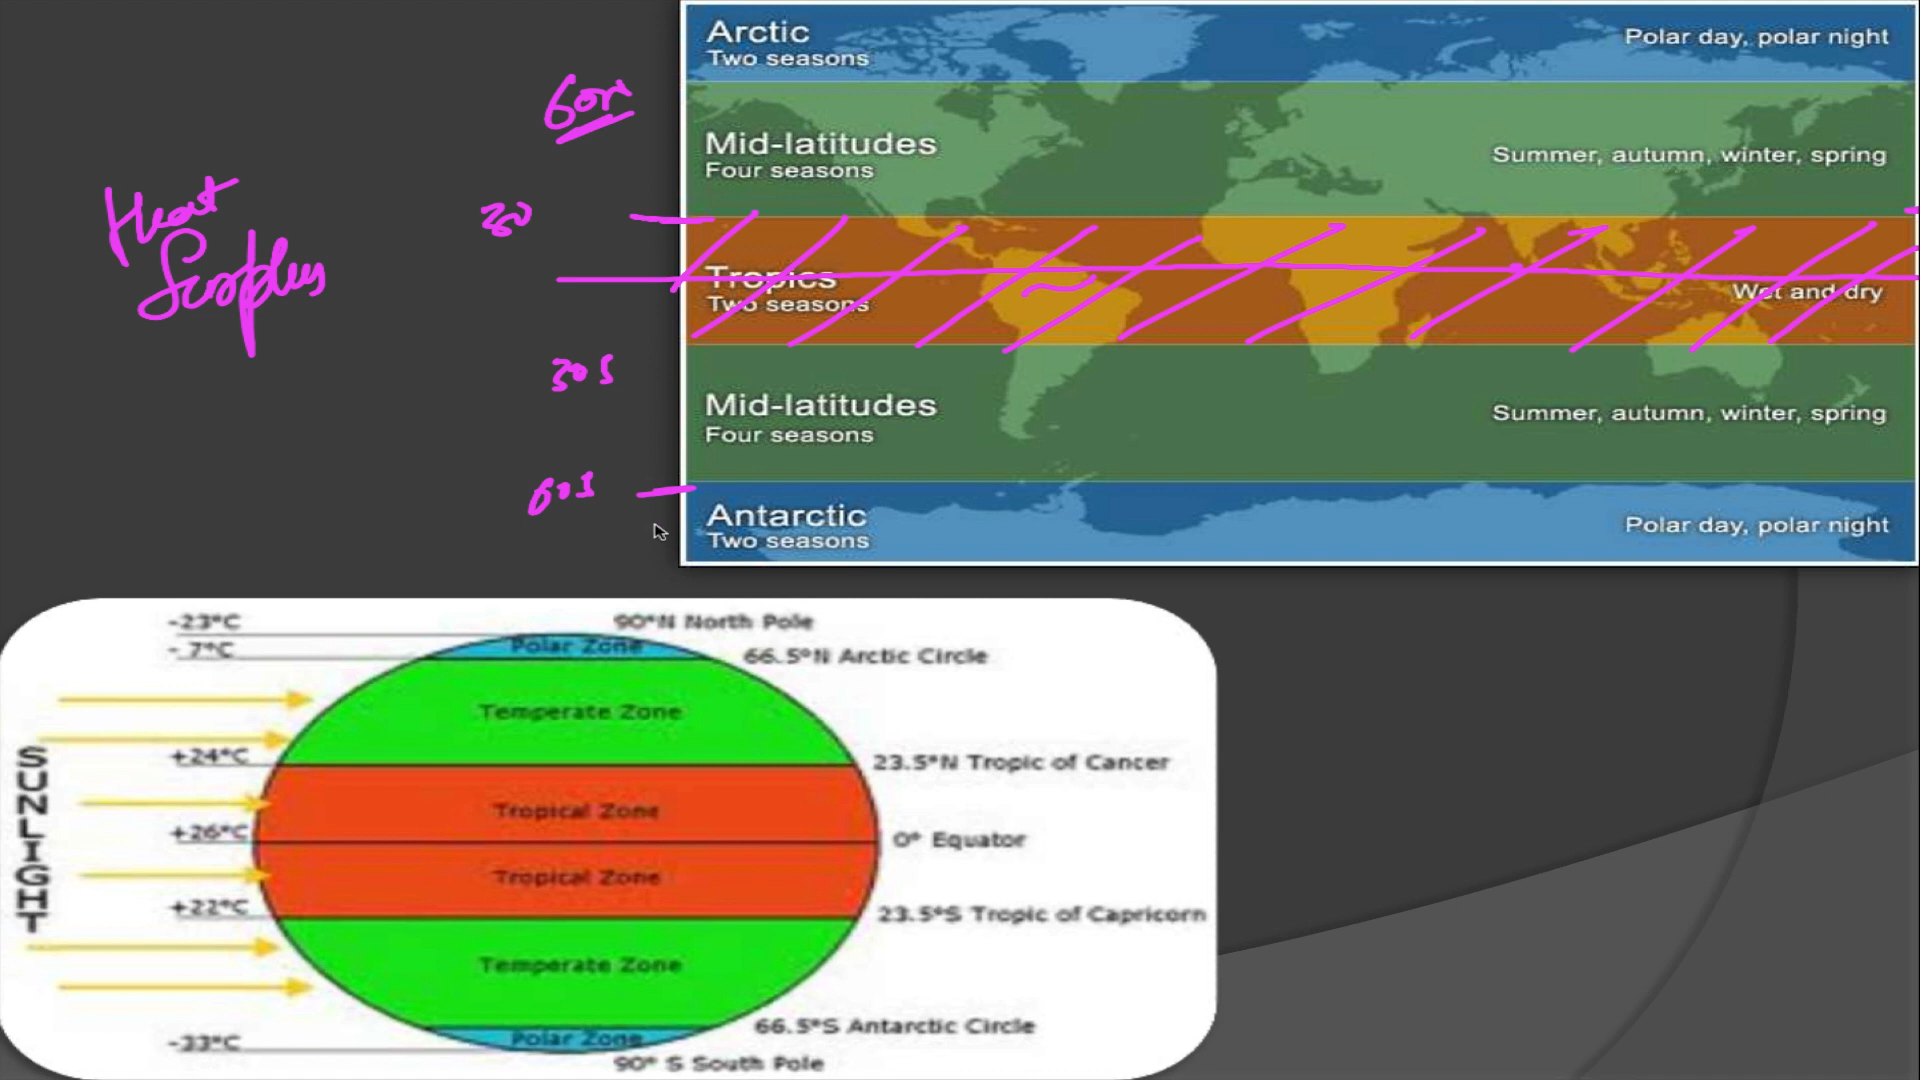 Arctic
Two seasons
Polar day, polar night
60N
Mid-latitudes
Four seasons
Summer, autumn, winter, spring
Heat
Surplus
30
Tropics
Two seasons
Wet and dry
30S
Mid-latitudes
Four seasons
Summer, autumn, winter, spring
60S
Antarctic
Two seasons
Polar day, polar night
-23°C
90°N North Pole
- 7°C
Polar Zone
66.5°N Arctic Circle
Temperate Zone
SUNLIGHT
+24°C
23.5°N Tropic of Cancer
Tropical Zone
+26°C
0° Equator
Tropical Zone
+22°C
23.5°S Tropic of Capricorn
Temperate Zone
66.5°S Antarctic Circle
-33°C
Polar Zone
90° S South Pole